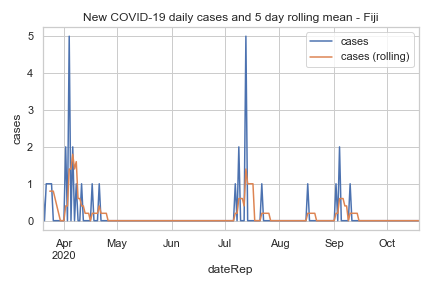 New COVID-19 daily cases and 5 day rolling mean - Fiji
cases
cases (rolling)
5
4
3
2
1
0
cases
Apr
2020
May
Jun
Jul
Aug
Sep
Oct
dateRep